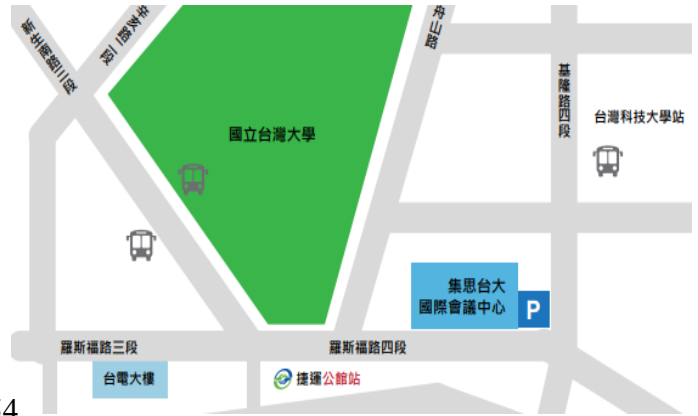 新生南路三段
辛亥路二段
舟山路
基隆路四段
台灣科技大學站
國立台灣大學
集思台大
國際會議中心
P
羅斯福路三段
羅斯福路四段
台電大樓
捷運公館站
4